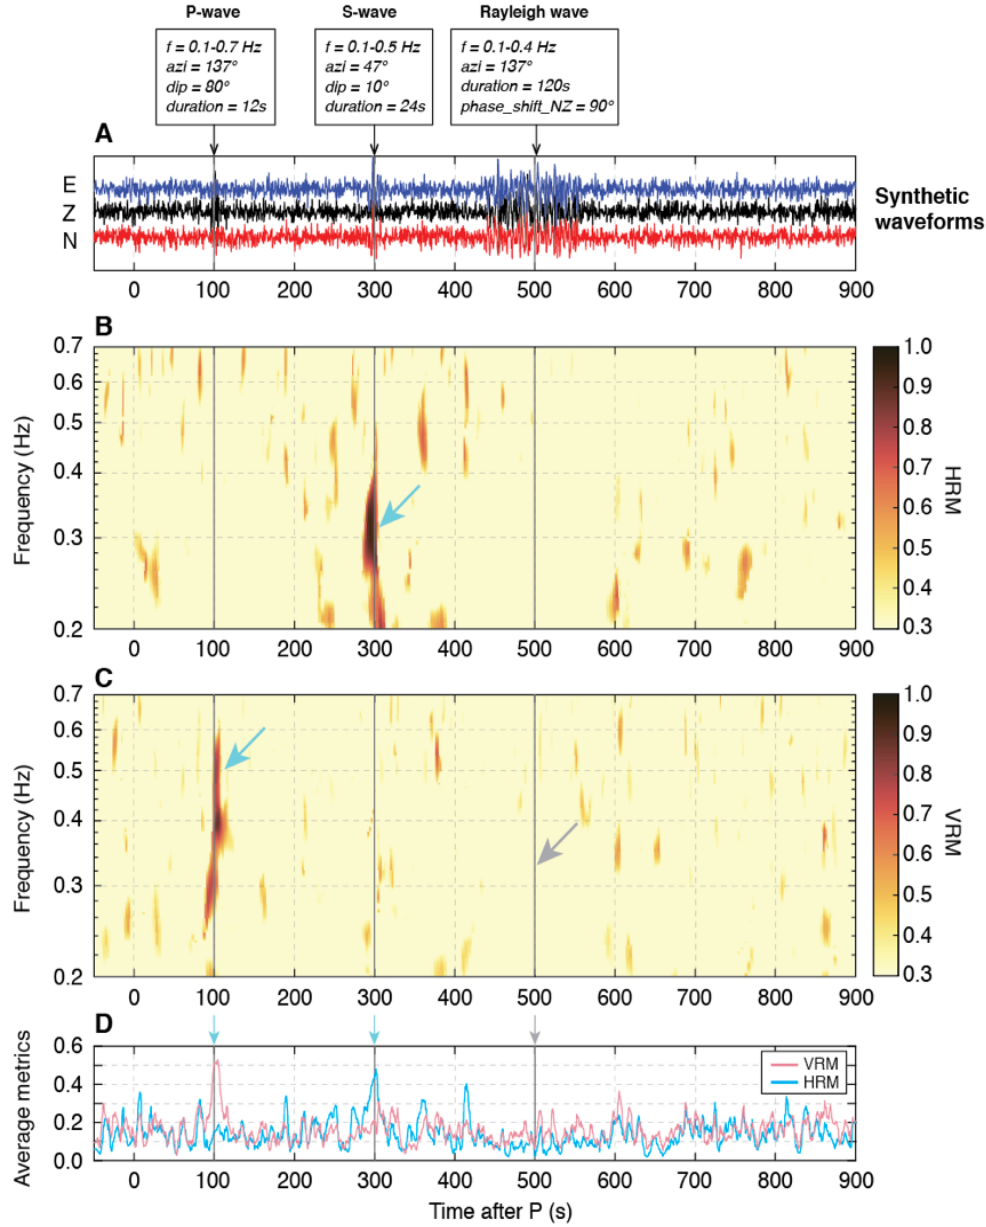 P-wave S-wave Rayleigh wave
f = 0.1-0.7 Hz
azi = 137°
dip = 80°
duration = 12s
f = 0.1-0.5 Hz
azi = 47°
dip = 10°
duration = 24s
f = 0.1-0.4 Hz
azi = 137°
duration = 120s
phase_shift_NZ = 90°
A
E
Z
N
Synthetic
waveforms
0 100 200 300 400 500 600 700 800 900
B
Frequency (Hz)
0.7
0.6
0.5
0.4
0.3
0.2
0 100 200 300 400 500 600 700 800 900
1.0
0.9
0.8
0.7
0.6
0.5
0.4
0.3
HRM
C
Frequency (Hz)
0.7
0.6
0.5
0.4
0.3
0.2
0 100 200 300 400 500 600 700 800 900
1.0
0.9
0.8
0.7
0.6
0.5
0.4
0.3
VRM
D
Average metrics
0.6
0.4
0.2
0.0
VRM
HRM
0 100 200 300 400 500 600 700 800 900
Time after P (s)